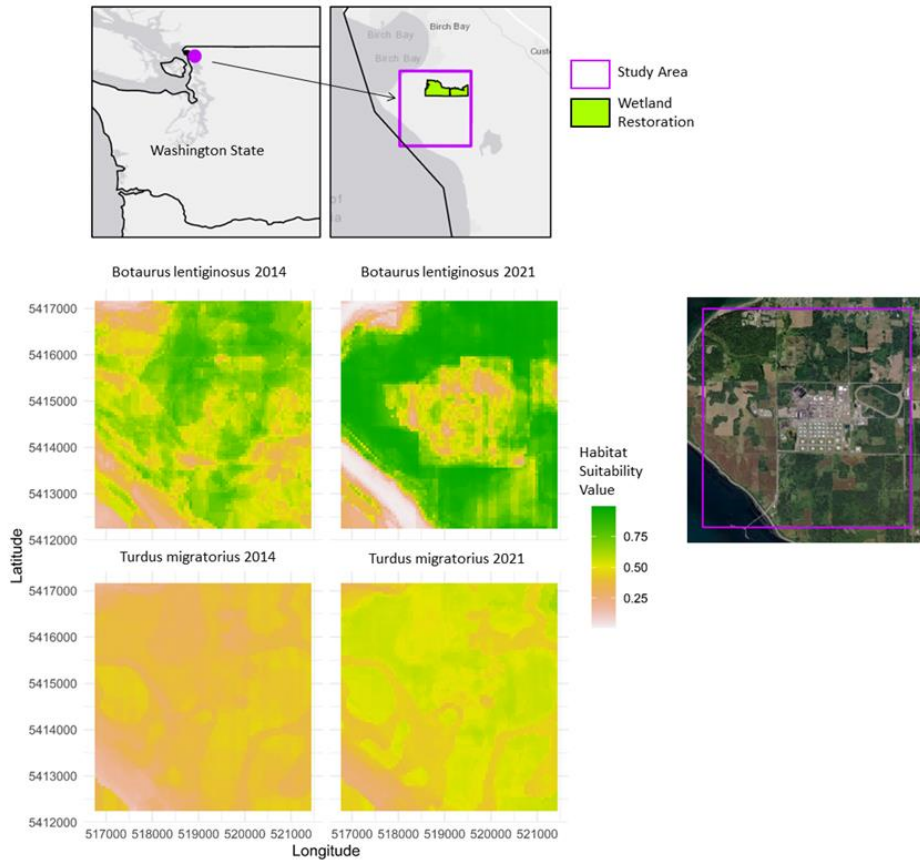 Birch Bay
Birch Bay
Birch Bay
Washington State
Study Area
Wetland
Restoration
Botaurus lentiginosus 2014
Botaurus lentiginosus 2021
5417000
5416000
5415000
5414000
5413000
5412000
Habitat
Suitability
Value
0.75
0.50
0.25
Latitude
Turdus migratorius 2014
Turdus migratorius 2021
5417000
5416000
5415000
5414000
5413000
5412000
517000 518000 519000 520000 521000
517000 518000 519000 520000 521000
Longitude